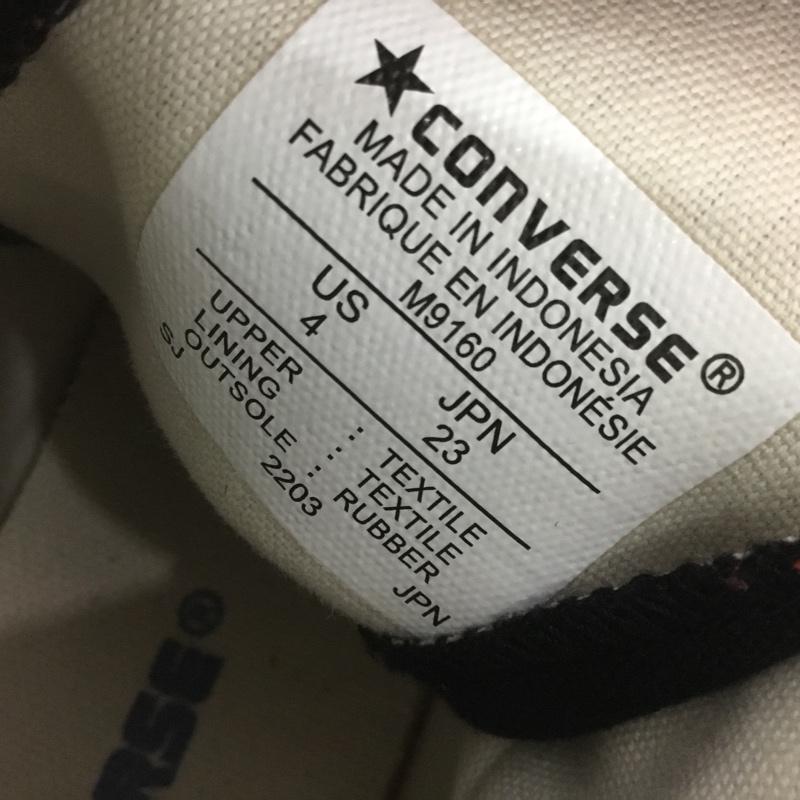 ★CONVERSE®
MADE IN INDONESIA
FABRIQUE EN INDONÉSIE
M9160
US JPN
4 23
UPPER : TEXTILE
LINING : TEXTILE
OUTSOLE : RUBBER
SJ 2203 JPN
RSE®